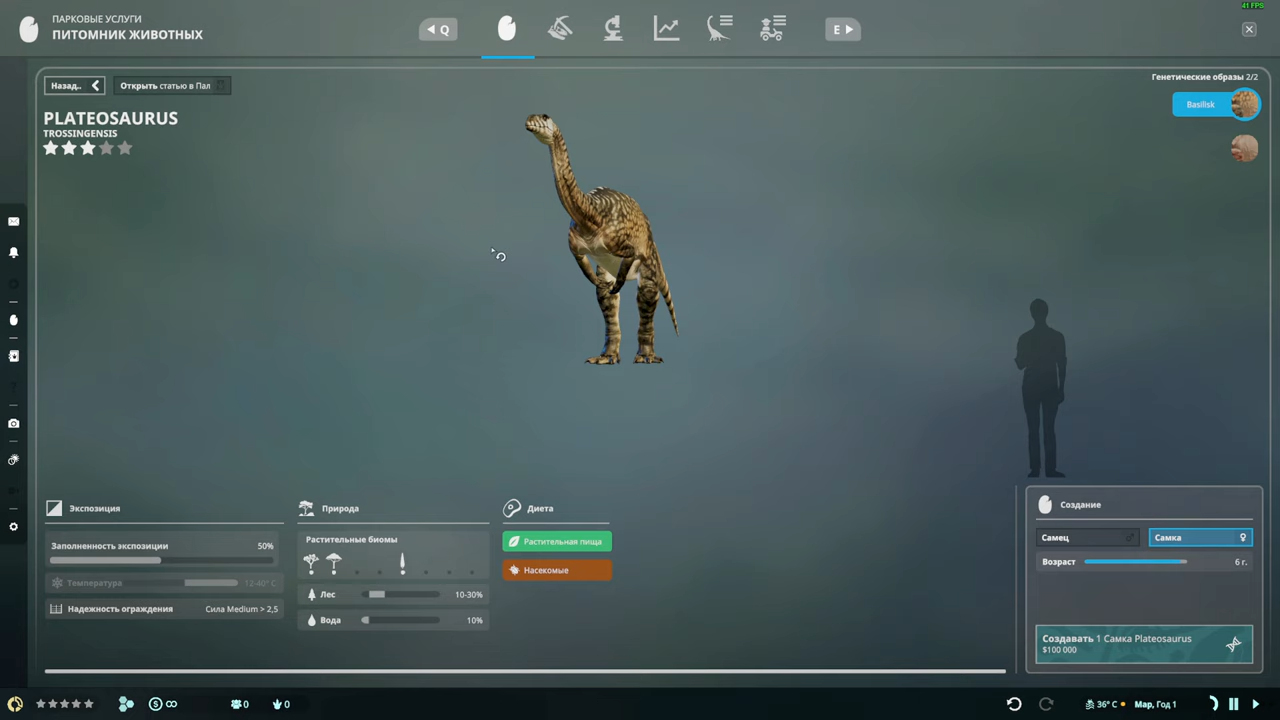 41 FPS
ПАРКОВЫЕ УСЛУГИ
ПИТОМНИК ЖИВОТНЫХ
Q
E
Генетические образы 2/2
Назад..
Открыть статью в Пал
Basilisk
PLATEOSAURUS
TROSSINGENSIS
Экспозиция
Природа
Диета
Создание
Заполненность экспозиции 50%
Растительные биомы
Растительная пища
Самец
Самка
Температура 12-40° C
Насекомые
Возраст 6 г.
Лес 10-30%
Надежность ограждения Сила Medium > 2,5
Вода 10%
Создавать 1 Самка Plateosaurus
$100 000
0
0
36° C
Мар, Год 1